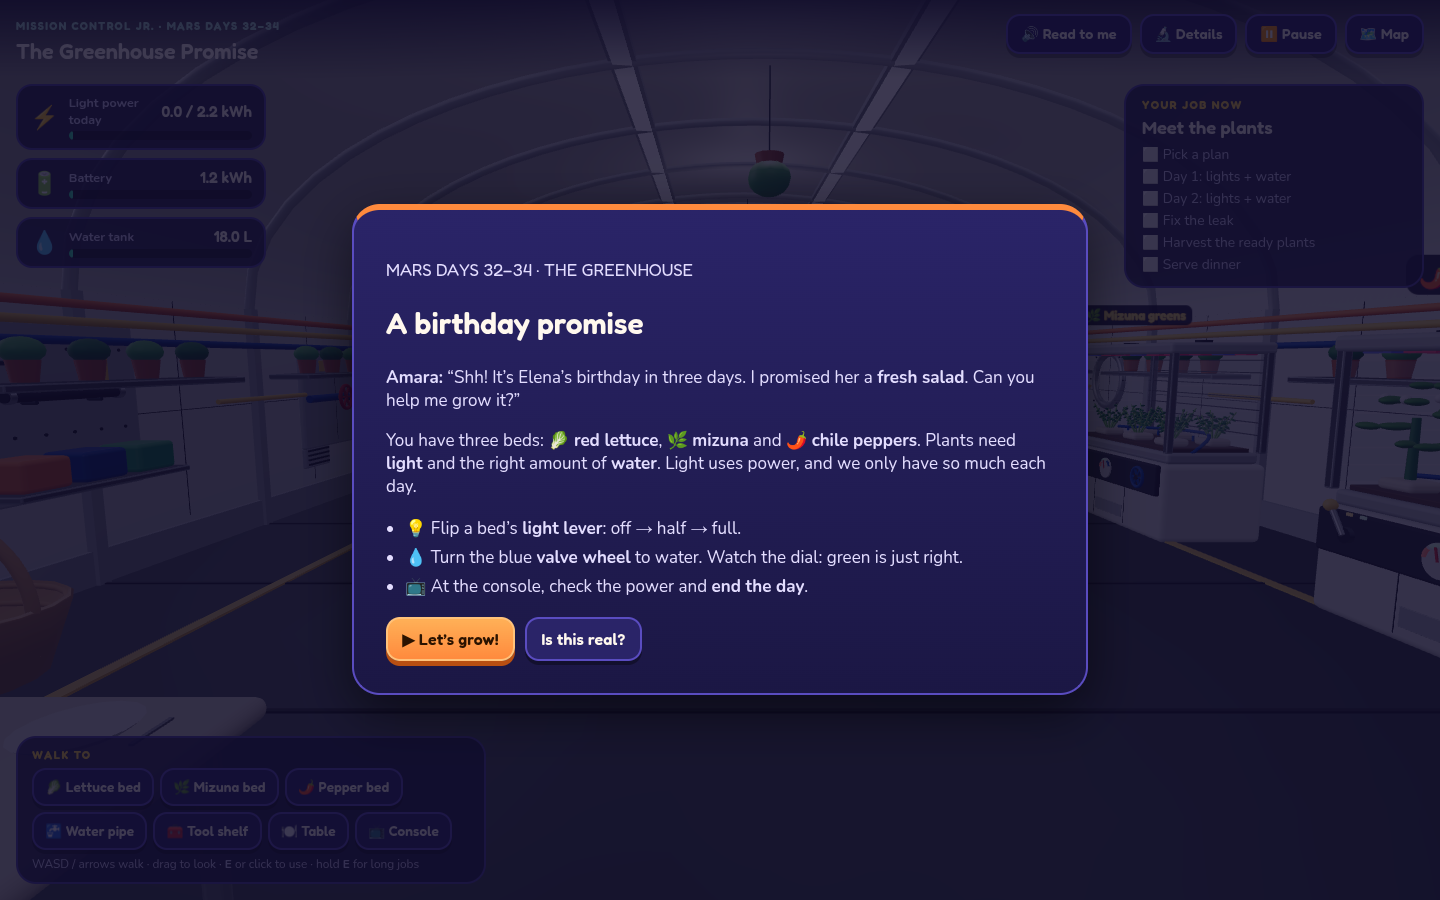 MISSION CONTROL JR. · MARS DAYS 32–34
The Greenhouse Promise
🔊 Read to me
🔬 Details
⏸ Pause
🗺️ Map
⚡ Light power today 0.0 / 2.2 kWh
🔋 Battery 1.2 kWh
💧 Water tank 18.0 L
YOUR JOB NOW
Meet the plants
Pick a plan
Day 1: lights + water
Day 2: lights + water
Fix the leak
Harvest the ready plants
Serve dinner
🌿 Mizuna greens
MARS DAYS 32–34 · THE GREENHOUSE
A birthday promise
Amara: “Shh! It’s Elena’s birthday in three days. I promised her a fresh salad. Can you
help me grow it?”
You have three beds: 🥬 red lettuce, 🌿 mizuna and 🌶️ chile peppers. Plants need
light and the right amount of water. Light uses power, and we only have so much each
day.
• 💡 Flip a bed’s light lever: off → half → full.
• 💧 Turn the blue valve wheel to water. Watch the dial: green is just right.
• 📺 At the console, check the power and end the day.
▶ Let’s grow!
Is this real?
WALK TO
🥬 Lettuce bed
🌿 Mizuna bed
🌶️ Pepper bed
🚰 Water pipe
🧰 Tool shelf
🍽️ Table
📺 Console
WASD / arrows walk · drag to look · E or click to use · hold E for long jobs